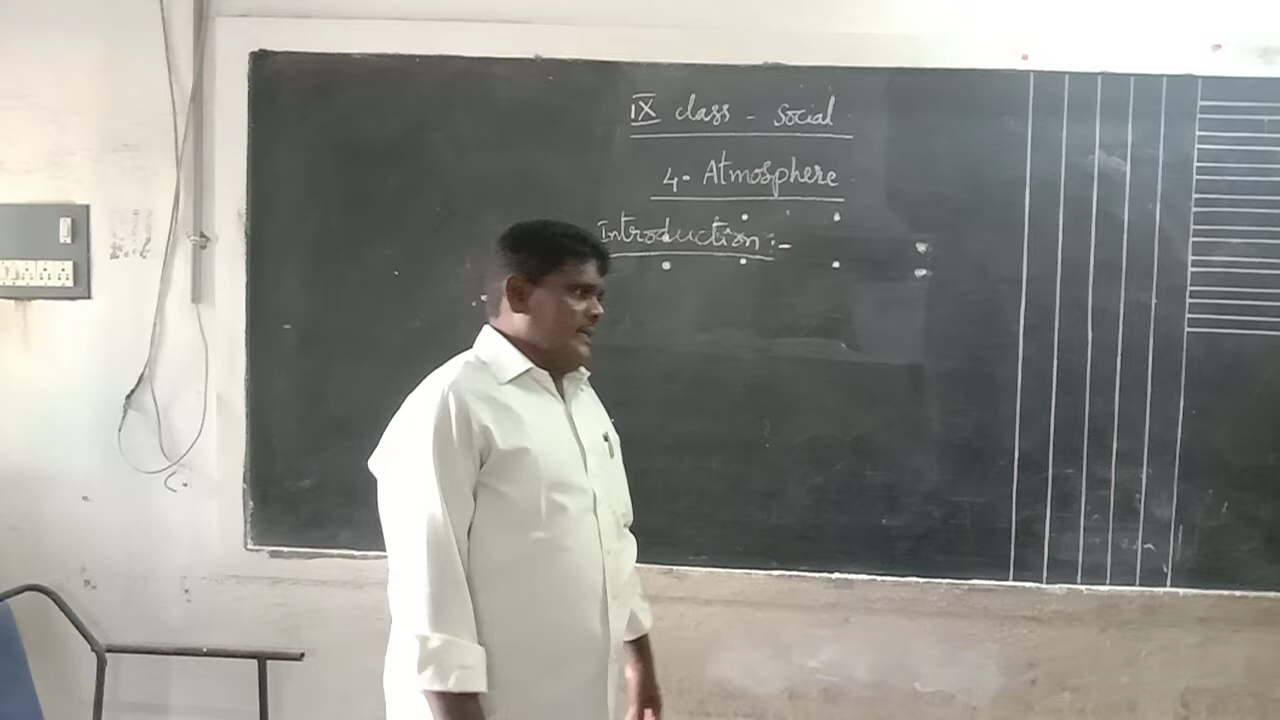 IX class - Social
4. Atmosphere
Introduction :-